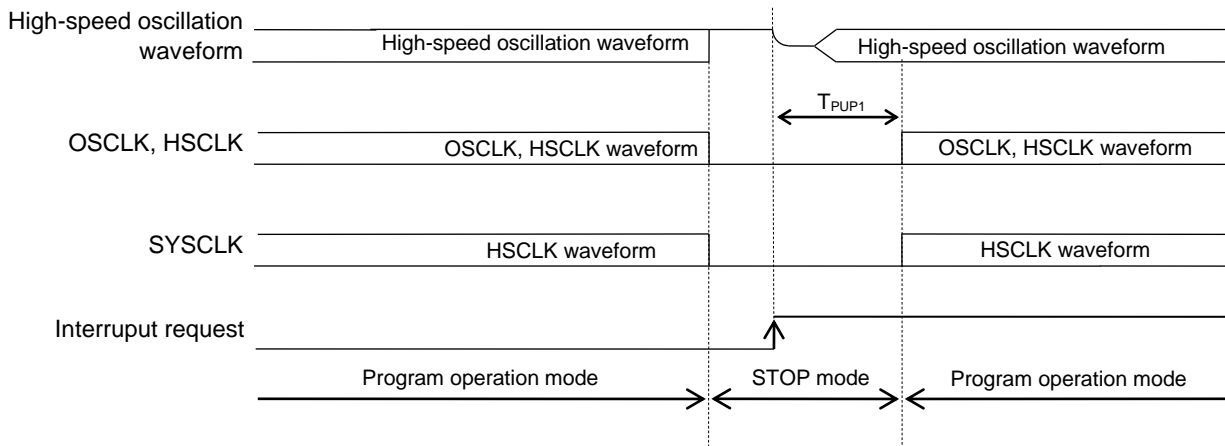 High-speed oscillation
waveform
High-speed oscillation waveform
High-speed oscillation waveform
TPUP1
OSCLK, HSCLK
OSCLK, HSCLK waveform
OSCLK, HSCLK waveform
SYSCLK
HSCLK waveform
HSCLK waveform
Interruput request
Program operation mode
STOP mode
Program operation mode